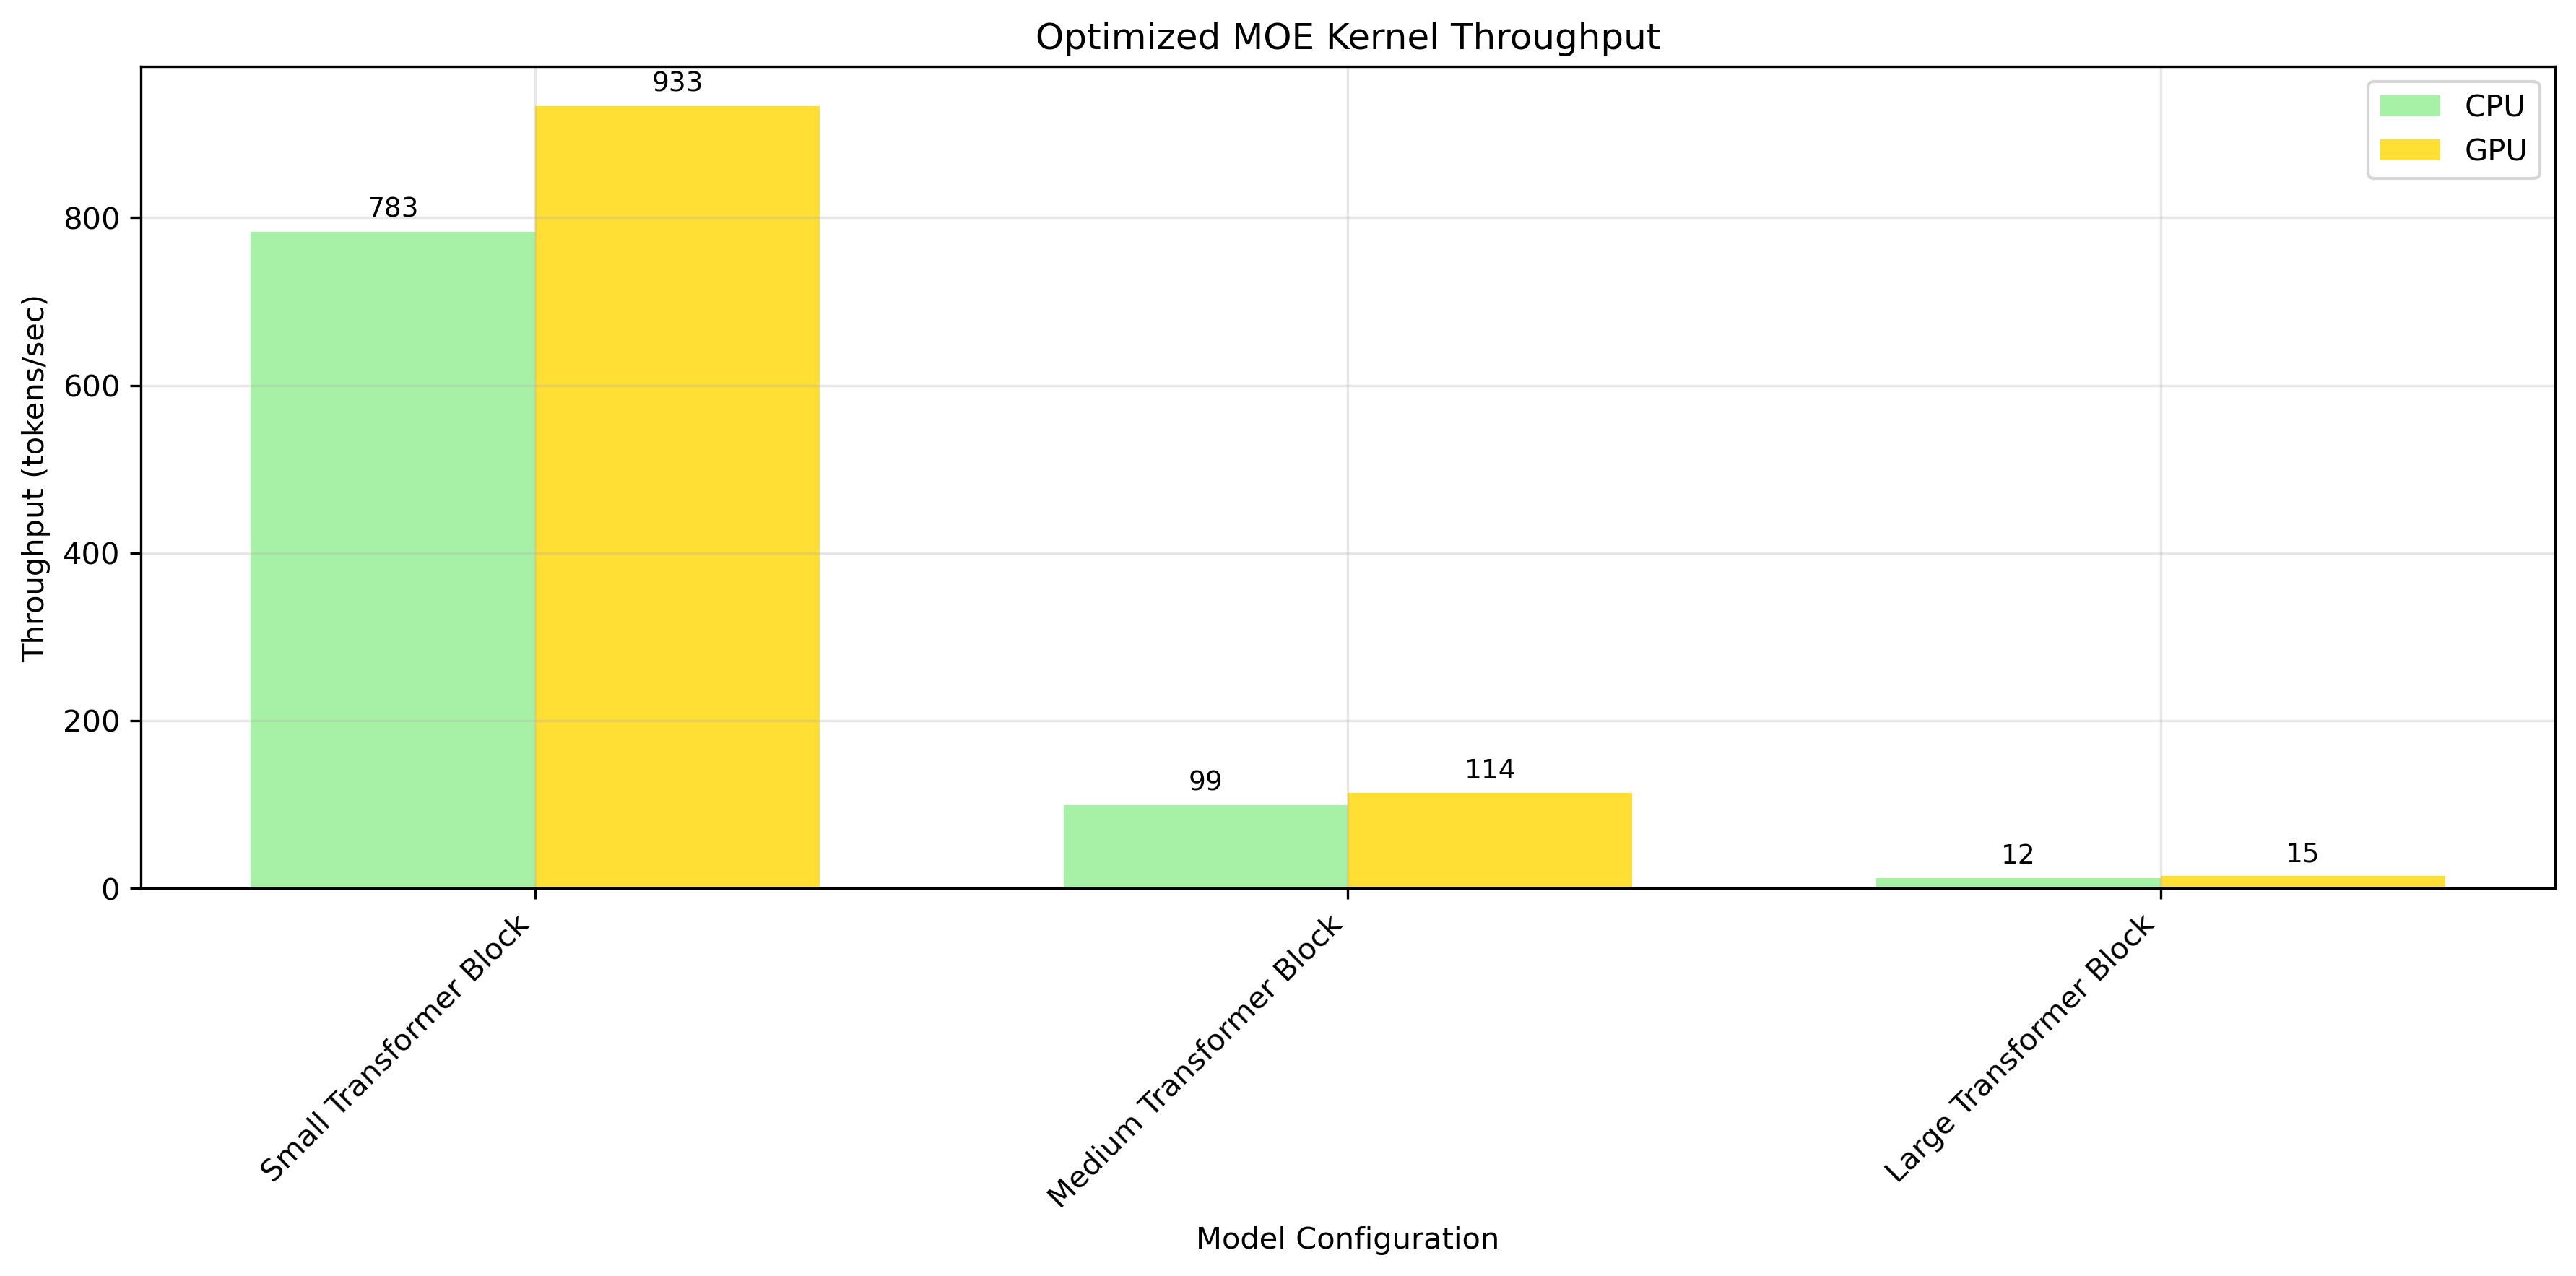 Optimized MOE Kernel Throughput
CPU
GPU
933
783
99
114
12
15
Throughput (tokens/sec)
800
600
400
200
0
Small Transformer Block
Medium Transformer Block
Large Transformer Block
Model Configuration